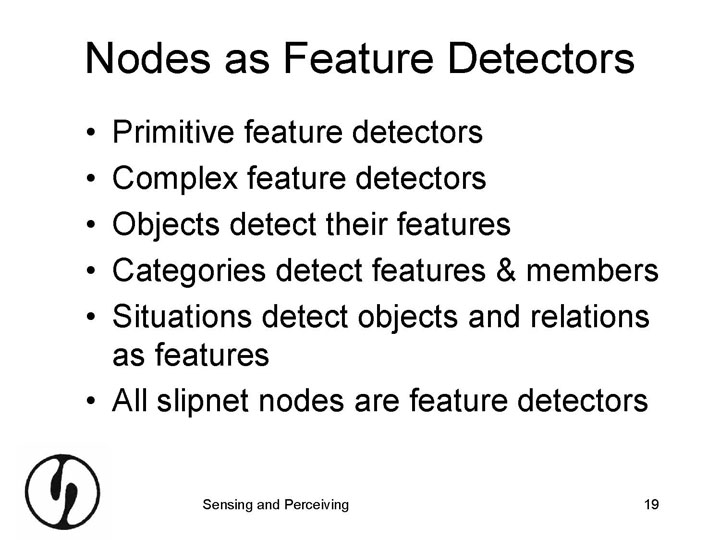 Nodes as Feature Detectors
• Primitive feature detectors
• Complex feature detectors
• Objects detect their features
• Categories detect features & members
• Situations detect objects and relations
as features
• All slipnet nodes are feature detectors
Sensing and Perceiving
19